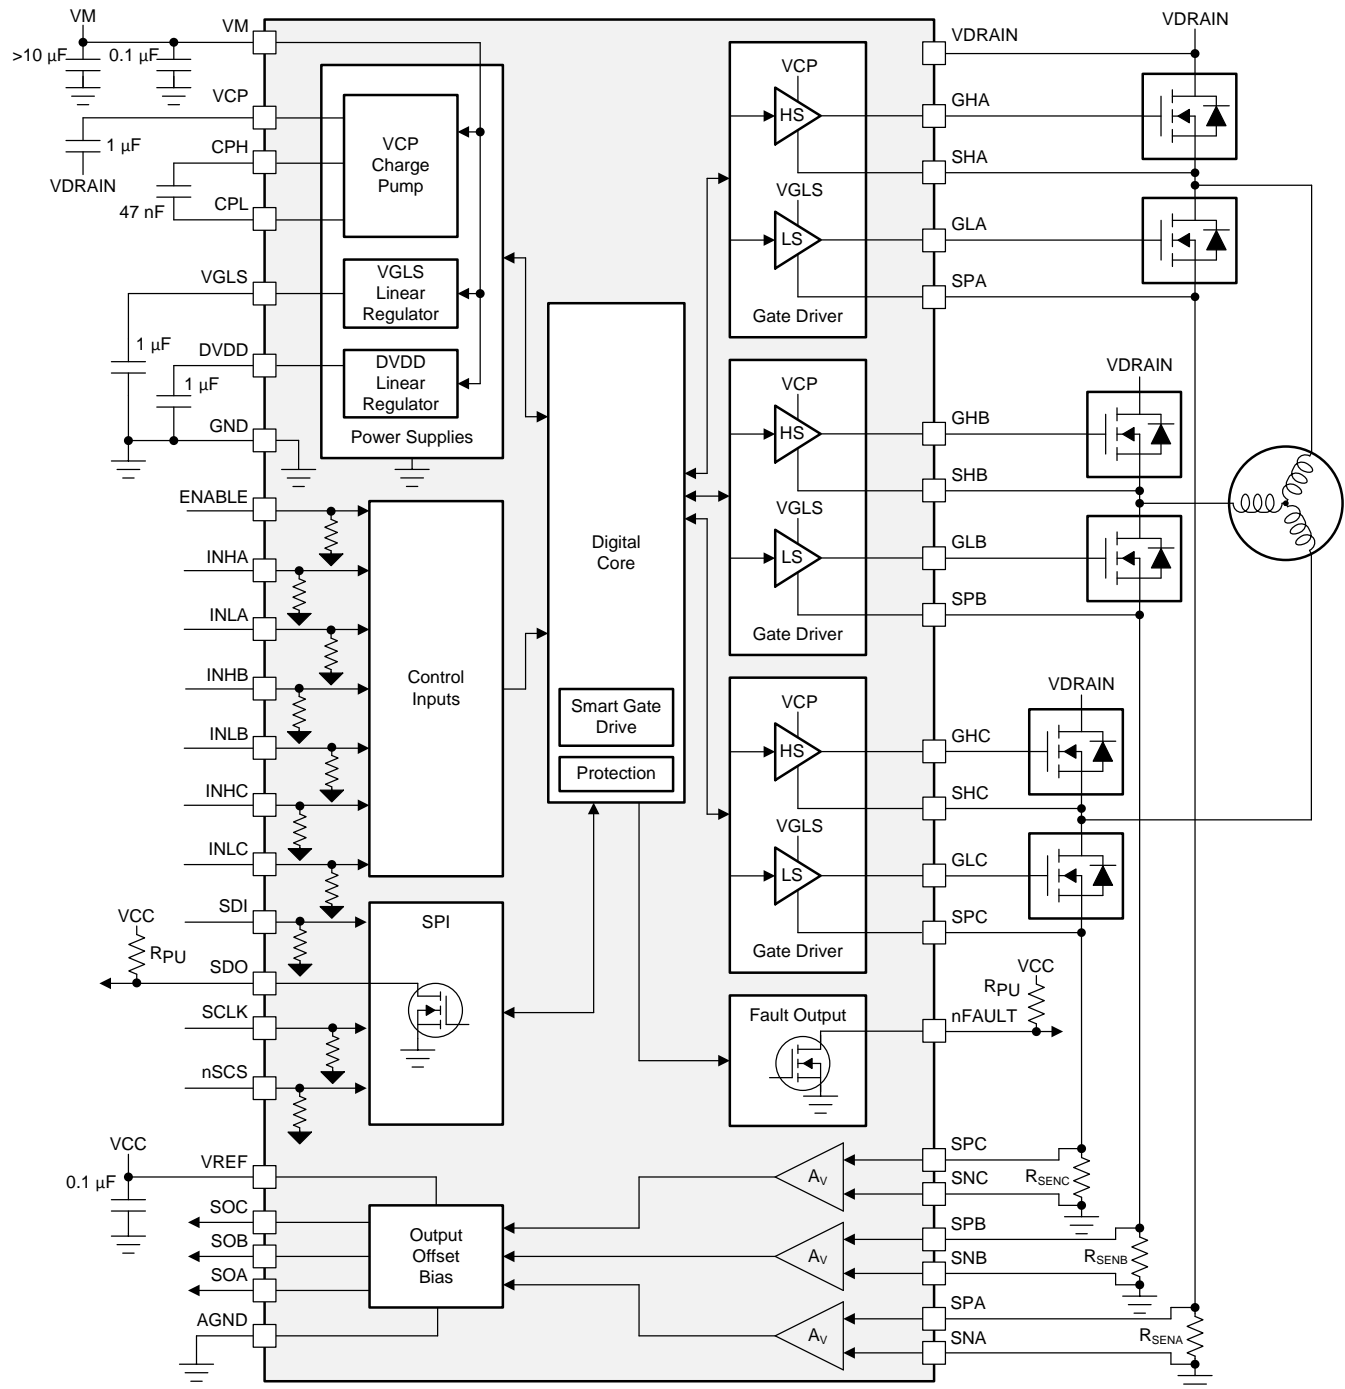 VM
VM
>10 µF
0.1 µF
VCP
1 µF
VDRAIN
CPH
47 nF
CPL
VCP
Charge
Pump
VGLS
VGLS
Linear
Regulator
1 µF
DVDD
1 µF
DVDD
Linear
Regulator
GND
Power Supplies
ENABLE
INHA
INLA
INHB
INLB
INHC
INLC
Control
Inputs
SDI
VCC
RPU
SDO
SCLK
nSCS
SPI
VCC
VREF
0.1 µF
SOC
SOB
SOA
AGND
Output
Offset
Bias
Digital
Core
Smart Gate
Drive
Protection
VCP
HS
VGLS
LS
Gate Driver
VCP
HS
VGLS
LS
Gate Driver
VCP
HS
VGLS
LS
Gate Driver
Fault Output
AV
AV
AV
VDRAIN
VDRAIN
GHA
SHA
GLA
SPA
VDRAIN
GHB
SHB
GLB
SPB
VDRAIN
GHC
SHC
GLC
SPC
VCC
RPU
nFAULT
SPC
SNC
RSENC
SPB
SNB
RSENB
SPA
SNA
RSENA